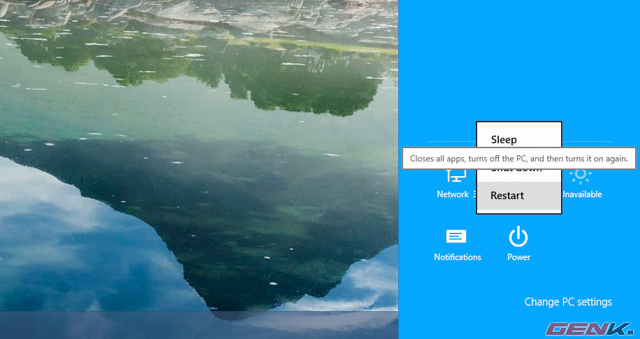 Sleep
Closes all apps, turns off the PC, and then turns it on again.
Shut down
Network
Unavailable
Restart
Notifications
Power
Change PC settings
GENK.